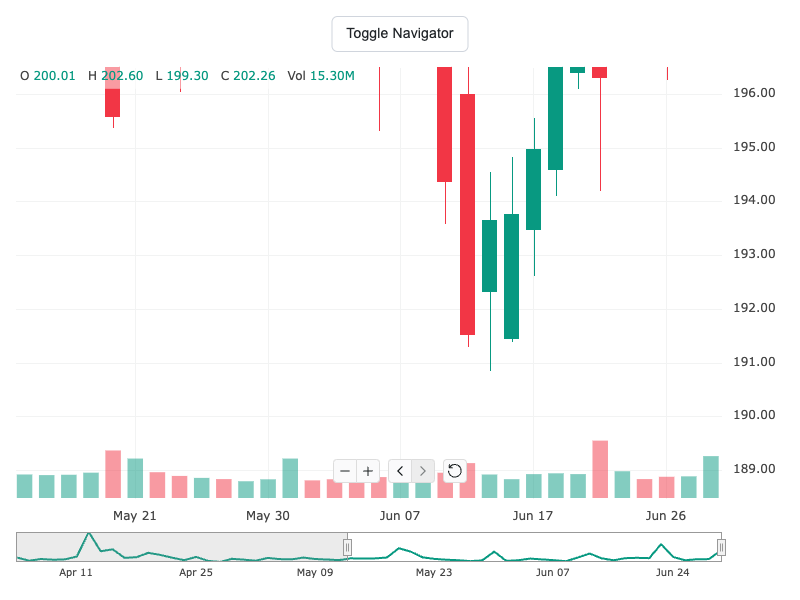 Toggle Navigator
O 200.01 H 202.60 L 199.30 C 202.26 Vol 15.30M
196.00
195.00
194.00
193.00
192.00
191.00
190.00
189.00
May 21 May 30 Jun 07 Jun 17 Jun 26
Apr 11 Apr 25 May 09 May 23 Jun 07 Jun 24